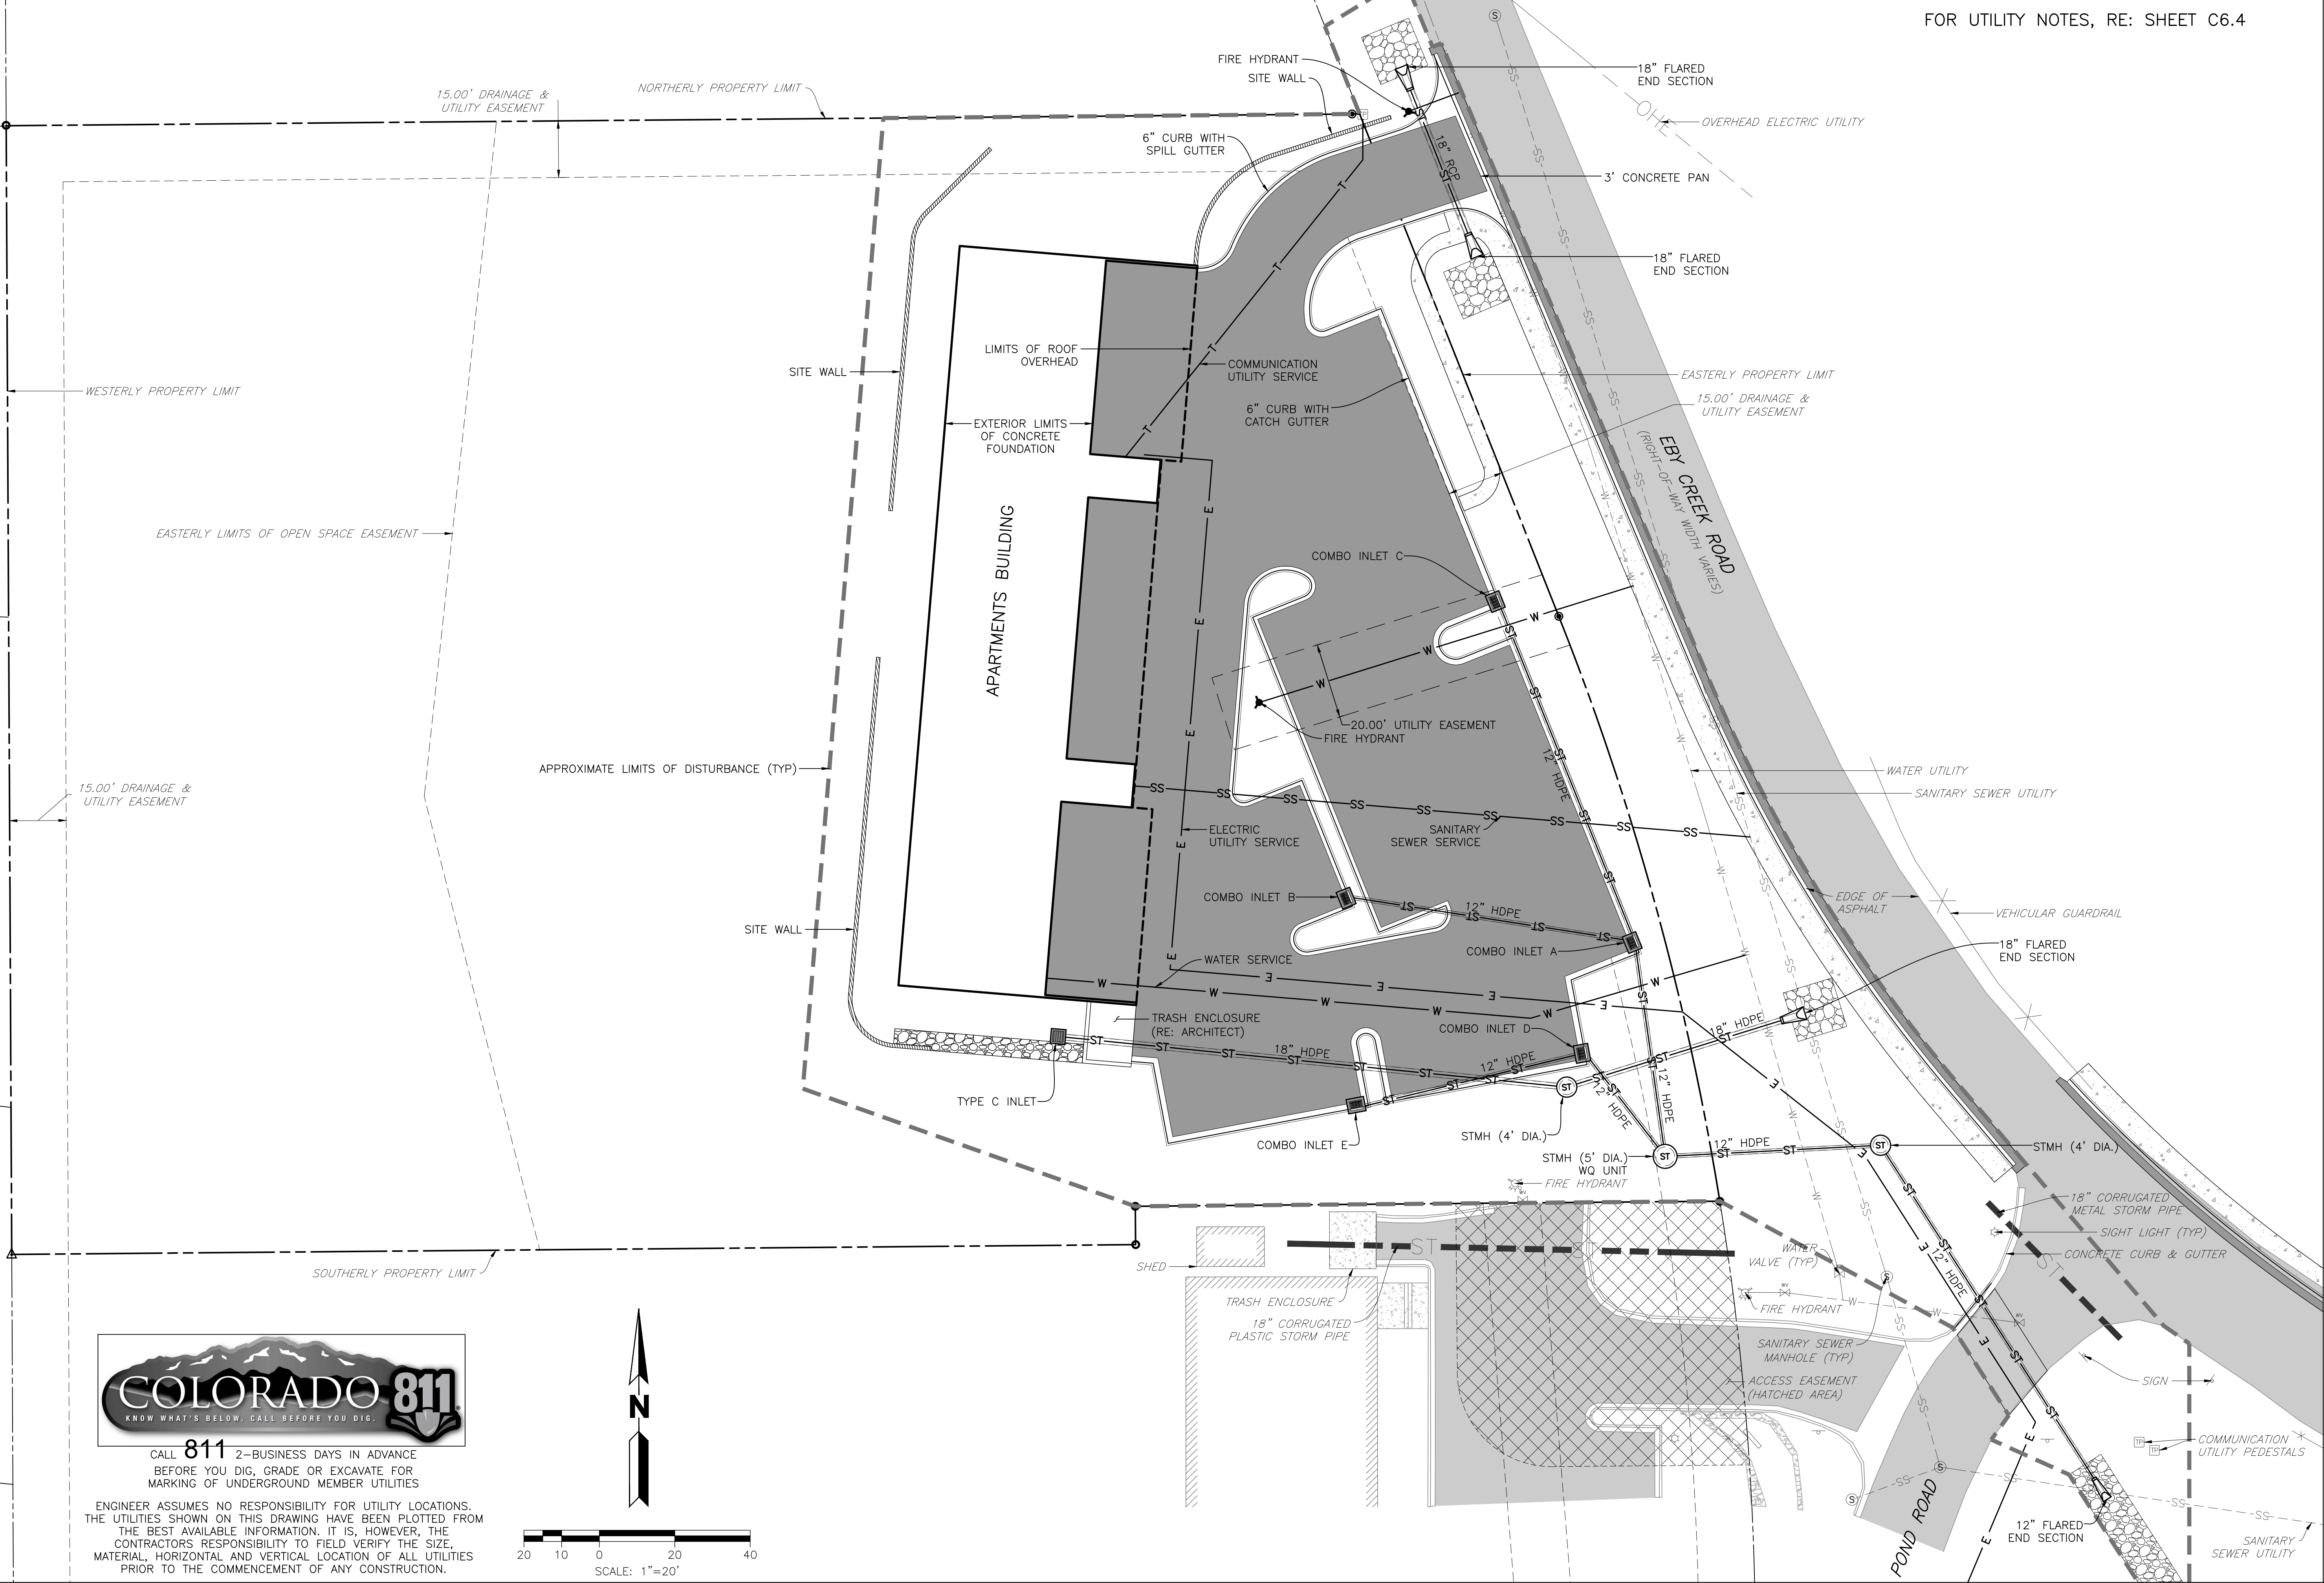 FOR UTILITY NOTES, RE: SHEET C6.4
FIRE HYDRANT
SITE WALL
18" FLARED
END SECTION
15.00' DRAINAGE &
UTILITY EASEMENT
NORTHERLY PROPERTY LIMIT
OHE
OVERHEAD ELECTRIC UTILITY
6" CURB WITH
SPILL GUTTER
18" RCP
3' CONCRETE PAN
18" FLARED
END SECTION
LIMITS OF ROOF
OVERHEAD
COMMUNICATION
UTILITY SERVICE
SITE WALL
EASTERLY PROPERTY LIMIT
WESTERLY PROPERTY LIMIT
15.00' DRAINAGE &
UTILITY EASEMENT
6" CURB WITH
CATCH GUTTER
EXTERIOR LIMITS
OF CONCRETE
FOUNDATION
EBY CREEK ROAD
(RIGHT-OF-WAY WIDTH VARIES)
EASTERLY LIMITS OF OPEN SPACE EASEMENT
APARTMENTS BUILDING
COMBO INLET C
20.00' UTILITY EASEMENT
FIRE HYDRANT
12" HDPE
APPROXIMATE LIMITS OF DISTURBANCE (TYP)
WATER UTILITY
SANITARY SEWER UTILITY
15.00' DRAINAGE &
UTILITY EASEMENT
ELECTRIC
UTILITY SERVICE
SANITARY
SEWER SERVICE
COMBO INLET B
12" HDPE
EDGE OF
ASPHALT
VEHICULAR GUARDRAIL
SITE WALL
COMBO INLET A
18" FLARED
END SECTION
WATER SERVICE
TRASH ENCLOSURE
(RE: ARCHITECT)
COMBO INLET D
18" HDPE
18" HDPE
12" HDPE
12" HDPE
12" HDPE
TYPE C INLET
COMBO INLET E
STMH (4' DIA.)
12" HDPE
STMH (4' DIA.)
STMH (5' DIA.)
WQ UNIT
FIRE HYDRANT
18" CORRUGATED
METAL STORM PIPE
SIGHT LIGHT (TYP)
CONCRETE CURB & GUTTER
WATER
VALVE (TYP)
12" HDPE
SOUTHERLY PROPERTY LIMIT
SHED
TRASH ENCLOSURE
18" CORRUGATED
PLASTIC STORM PIPE
FIRE HYDRANT
SANITARY SEWER
MANHOLE (TYP)
ACCESS EASEMENT
(HATCHED AREA)
SIGN
COMMUNICATION
UTILITY PEDESTALS
POND ROAD
12" FLARED
END SECTION
SANITARY
SEWER UTILITY
COLORADO 811
KNOW WHAT'S BELOW. CALL BEFORE YOU DIG.
CALL 811 2-BUSINESS DAYS IN ADVANCE
BEFORE YOU DIG, GRADE OR EXCAVATE FOR
MARKING OF UNDERGROUND MEMBER UTILITIES
ENGINEER ASSUMES NO RESPONSIBILITY FOR UTILITY LOCATIONS.
THE UTILITIES SHOWN ON THIS DRAWING HAVE BEEN PLOTTED FROM
THE BEST AVAILABLE INFORMATION. IT IS, HOWEVER, THE
CONTRACTORS RESPONSIBILITY TO FIELD VERIFY THE SIZE,
MATERIAL, HORIZONTAL AND VERTICAL LOCATION OF ALL UTILITIES
PRIOR TO THE COMMENCEMENT OF ANY CONSTRUCTION.
N
20 10 0 20 40
SCALE: 1"=20'